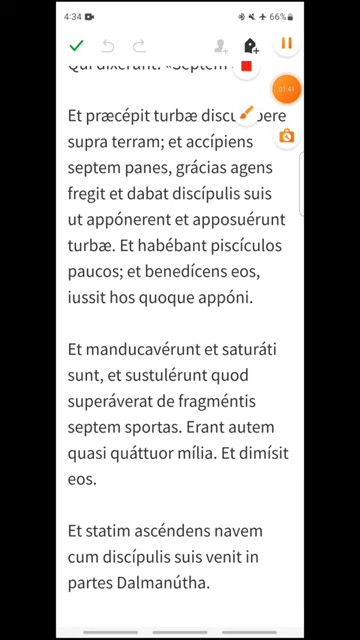 4:34
66%
Qui dixérunt: «Septem
01:41
Et præcépit turbæ
supra terram; et accípiens
septem panes, grácias agens
fregit et dabat discípulis suis
ut appónerent et apposuérunt
turbæ. Et habébant piscículos
paucos; et benedícens eos,
iussit hos quoque appóni.
Et manducavérunt et saturáti
sunt, et sustulérunt quod
superáverat de fragméntis
septem sportas. Erant autem
quasi quáttuor mília. Et dimísit
eos.
Et statim ascéndens navem
cum discípulis suis venit in
partes Dalmanútha.